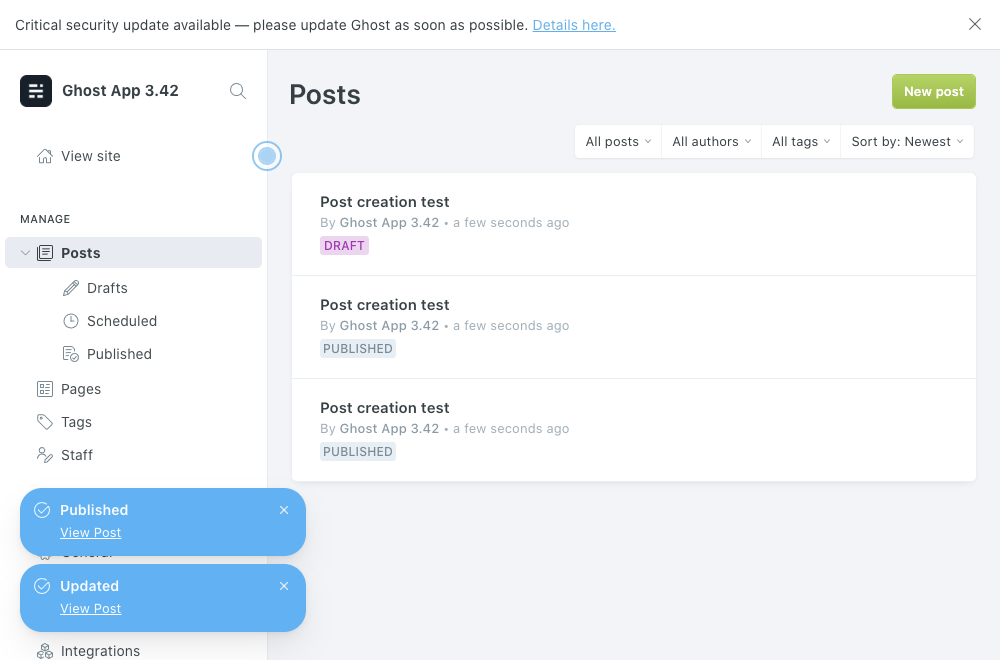 Critical security update available — please update Ghost as soon as possible. Details here.
Ghost App 3.42
View site
MANAGE
Posts
Drafts
Scheduled
Published
Pages
Tags
Staff
Published
View Post
General
Updated
View Post
Integrations
Posts
New post
All posts
All authors
All tags
Sort by: Newest
Post creation test
By Ghost App 3.42 • a few seconds ago
DRAFT
Post creation test
By Ghost App 3.42 • a few seconds ago
PUBLISHED
Post creation test
By Ghost App 3.42 • a few seconds ago
PUBLISHED